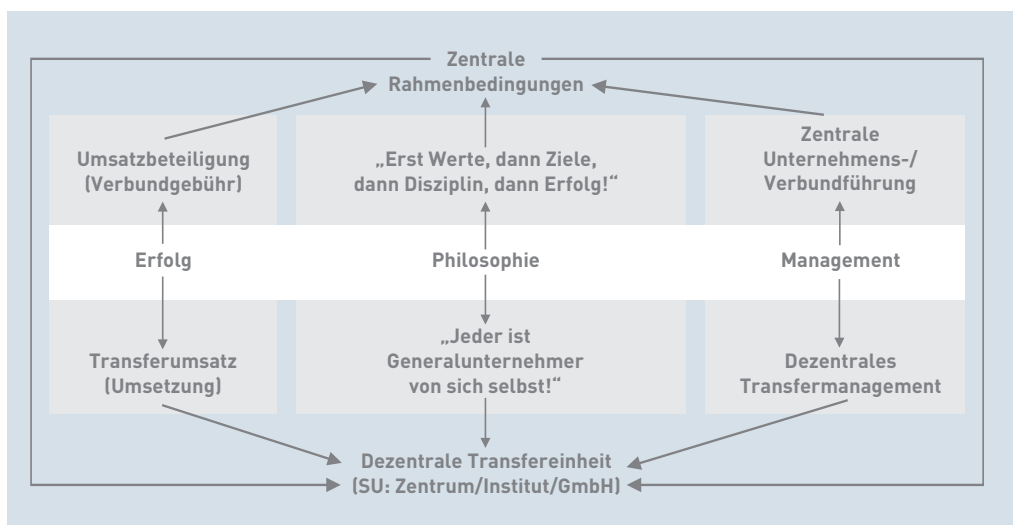 Zentrale
Rahmenbedingungen
Umsatzbeteiligung
(Verbundgebühr)
„Erst Werte, dann Ziele,
dann Disziplin, dann Erfolg!“
Zentrale
Unternehmens-/
Verbundführung
Erfolg
Philosophie
Management
Transferumsatz
(Umsetzung)
„Jeder ist
Generalunternehmer
von sich selbst!“
Dezentrales
Transfermanagement
Dezentrale Transfereinheit
(SU: Zentrum/Institut/GmbH)